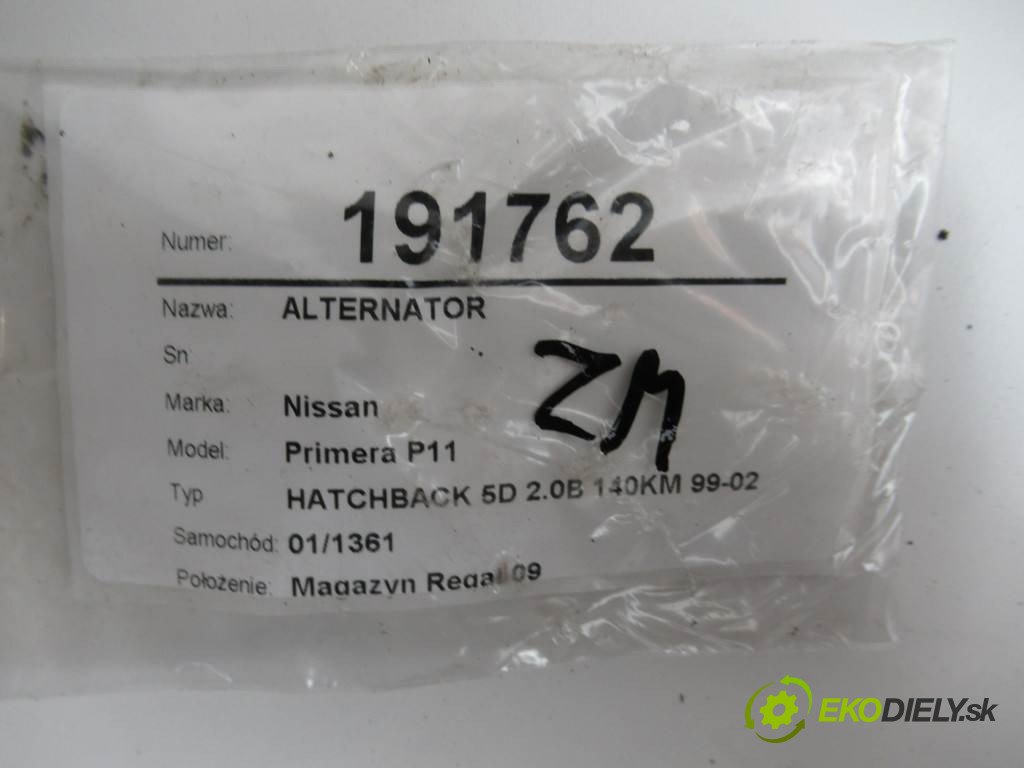 Numer: 191762
Nazwa: ALTERNATOR
Sn
Marka: Nissan
Model: Primera P11
Typ HATCHBACK 5D 2.0B 140KM 99-02
Samochód: 01/1361
Położenie: Magazyn Regał 09
EKODIELY.sk